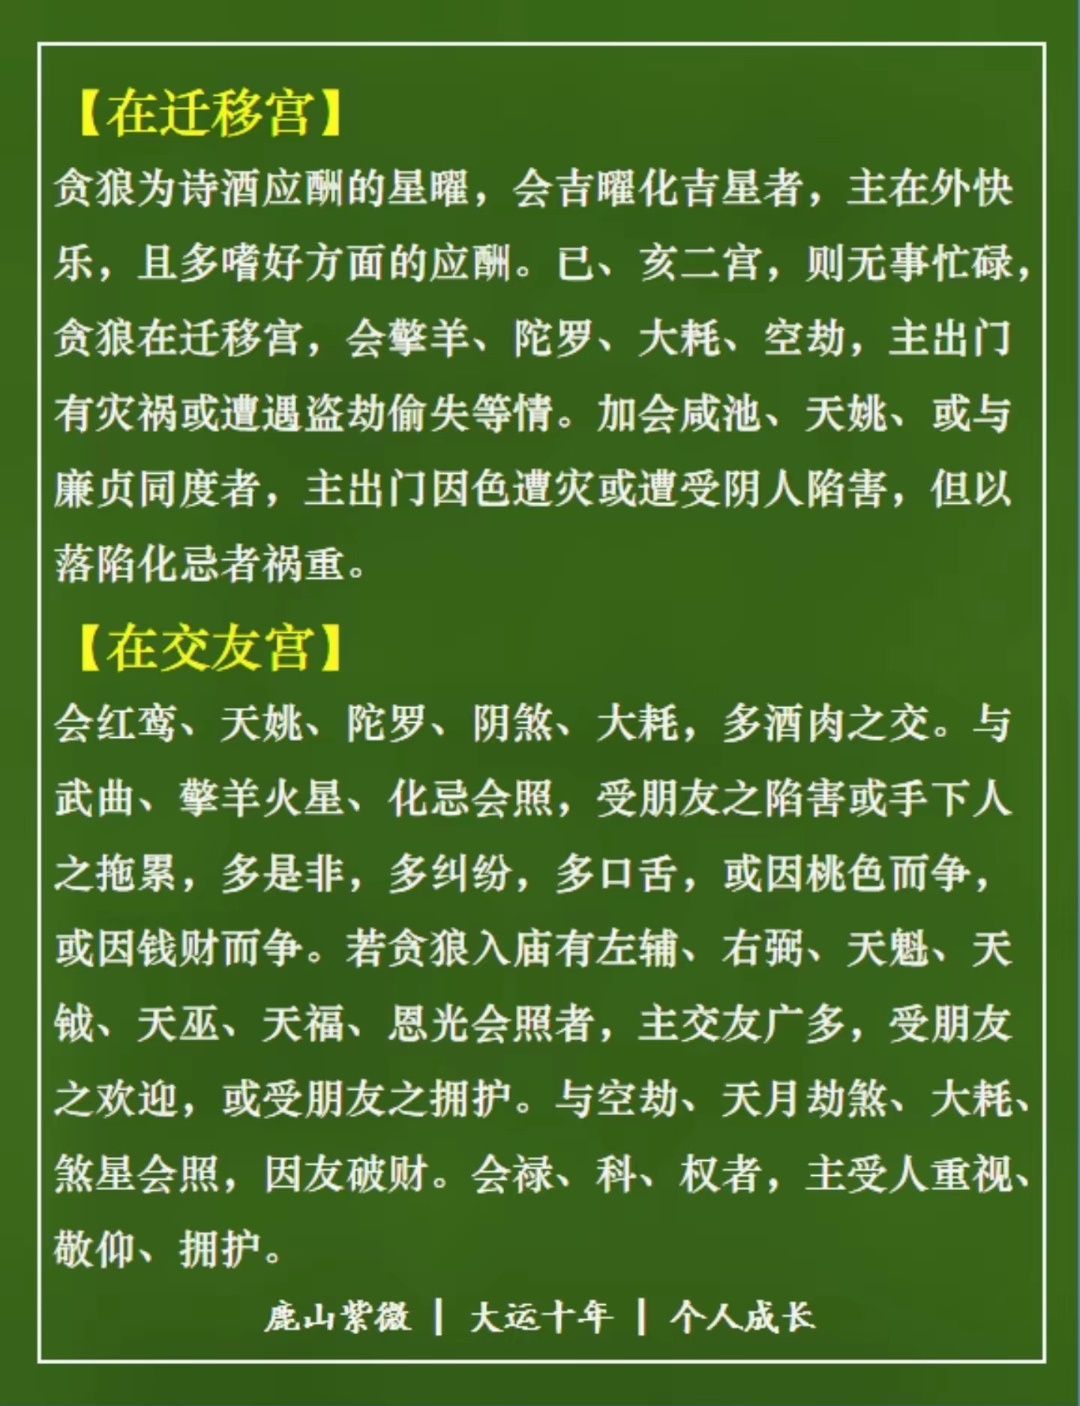 【在迁移宫】
贪狼为诗酒应酬的星曜，会吉曜化吉星者，主在外快
乐，且多嗜好方面的应酬。已、亥二宫，则无事忙碌，
贪狼在迁移宫，会擎羊、陀罗、大耗、空劫，主出门
有灾祸或遭遇盗劫偷失等情。加会咸池、天姚、或与
廉贞同度者，主出门因色遭灾或遭受阴人陷害，但以
落陷化忌者祸重。
【在交友宫】
会红鸾、天姚、陀罗、阴煞、大耗，多酒肉之交。与
武曲、擎羊火星、化忌会照，受朋友之陷害或手下人
之拖累，多是非，多纠纷，多口舌，或因桃色而争，
或因钱财而争。若贪狼入庙有左辅、右弼、天魁、天
钺、天巫、天福、恩光会照者，主交友广多，受朋友
之欢迎，或受朋友之拥护。与空劫、天月劫煞、大耗、
煞星会照，因友破财。会禄、科、权者，主受人重视、
敬仰、拥护。
鹿山紫微 | 大运十年 | 个人成长